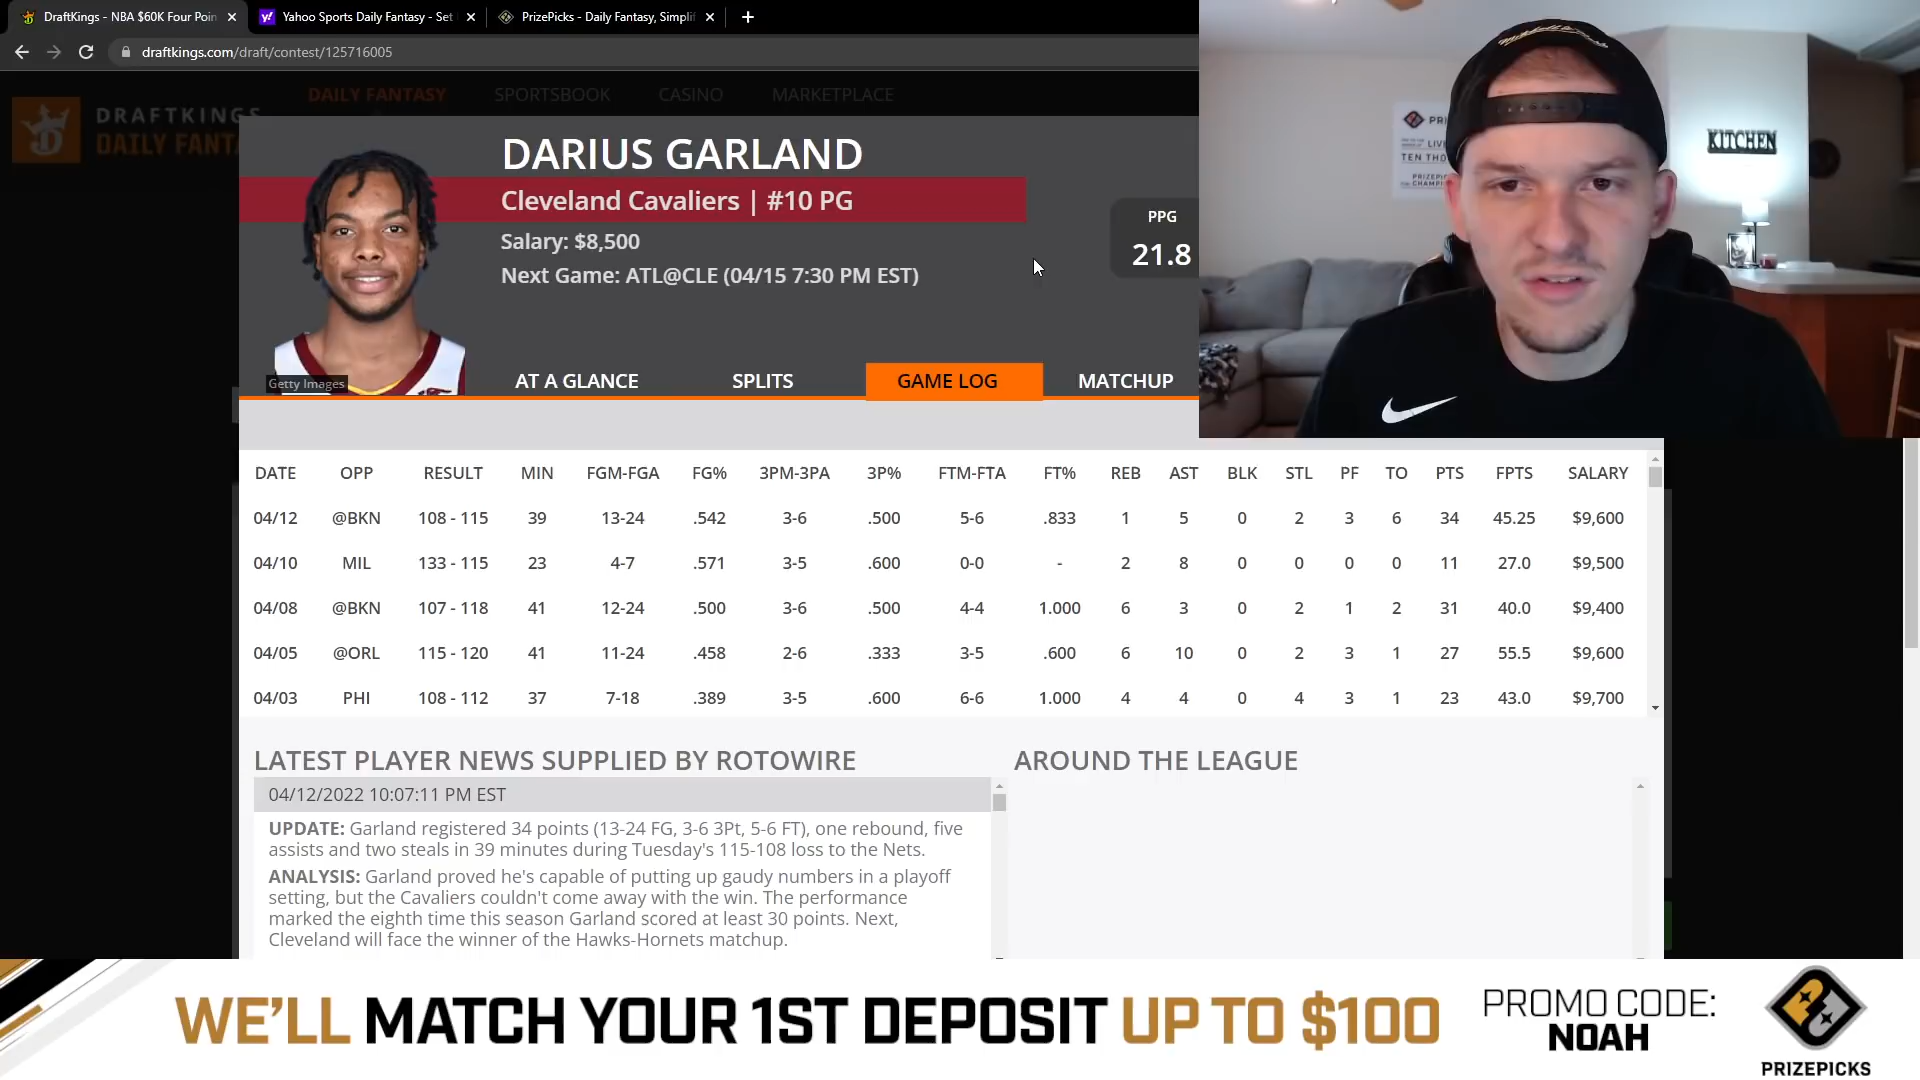 DraftKings - NBA $60K Four Poin
Yahoo Sports Daily Fantasy - Set
PrizePicks - Daily Fantasy, Simplif
draftkings.com/draft/contest/125716005
DRAFTKINGS
DAILY FANTASY
SPORTSBOOK
CASINO
MARKETPLACE
DAILY FANTA
DARIUS GARLAND
Cleveland Cavaliers | #10 PG
Salary: $8,500
Next Game: ATL@CLE (04/15 7:30 PM EST)
PPG
21.8
Getty Images
AT A GLANCE
SPLITS
GAME LOG
MATCHUP
KITCHEN
DATE OPP RESULT MIN FGM-FGA FG% 3PM-3PA 3P% FTM-FTA FT% REB AST BLK STL PF TO PTS FPTS SALARY
04/12 @BKN 108 - 115 39 13-24 .542 3-6 .500 5-6 .833 1 5 0 2 3 6 34 45.25 $9,600
04/10 MIL 133 - 115 23 4-7 .571 3-5 .600 0-0 - 2 8 0 0 0 0 11 27.0 $9,500
04/08 @BKN 107 - 118 41 12-24 .500 3-6 .500 4-4 1.000 6 3 0 2 1 2 31 40.0 $9,400
04/05 @ORL 115 - 120 41 11-24 .458 2-6 .333 3-5 .600 6 10 0 2 3 1 27 55.5 $9,600
04/03 PHI 108 - 112 37 7-18 .389 3-5 .600 6-6 1.000 4 4 0 4 3 1 23 43.0 $9,700
LATEST PLAYER NEWS SUPPLIED BY ROTOWIRE
04/12/2022 10:07:11 PM EST
UPDATE: Garland registered 34 points (13-24 FG, 3-6 3Pt, 5-6 FT), one rebound, five
assists and two steals in 39 minutes during Tuesday's 115-108 loss to the Nets.
ANALYSIS: Garland proved he's capable of putting up gaudy numbers in a playoff
setting, but the Cavaliers couldn't come away with the win. The performance
marked the eighth time this season Garland scored at least 30 points. Next,
Cleveland will face the winner of the Hawks-Hornets matchup.
AROUND THE LEAGUE
WE'LL MATCH YOUR 1ST DEPOSIT UP TO $100
PROMO CODE:
NOAH
PRIZEPICKS